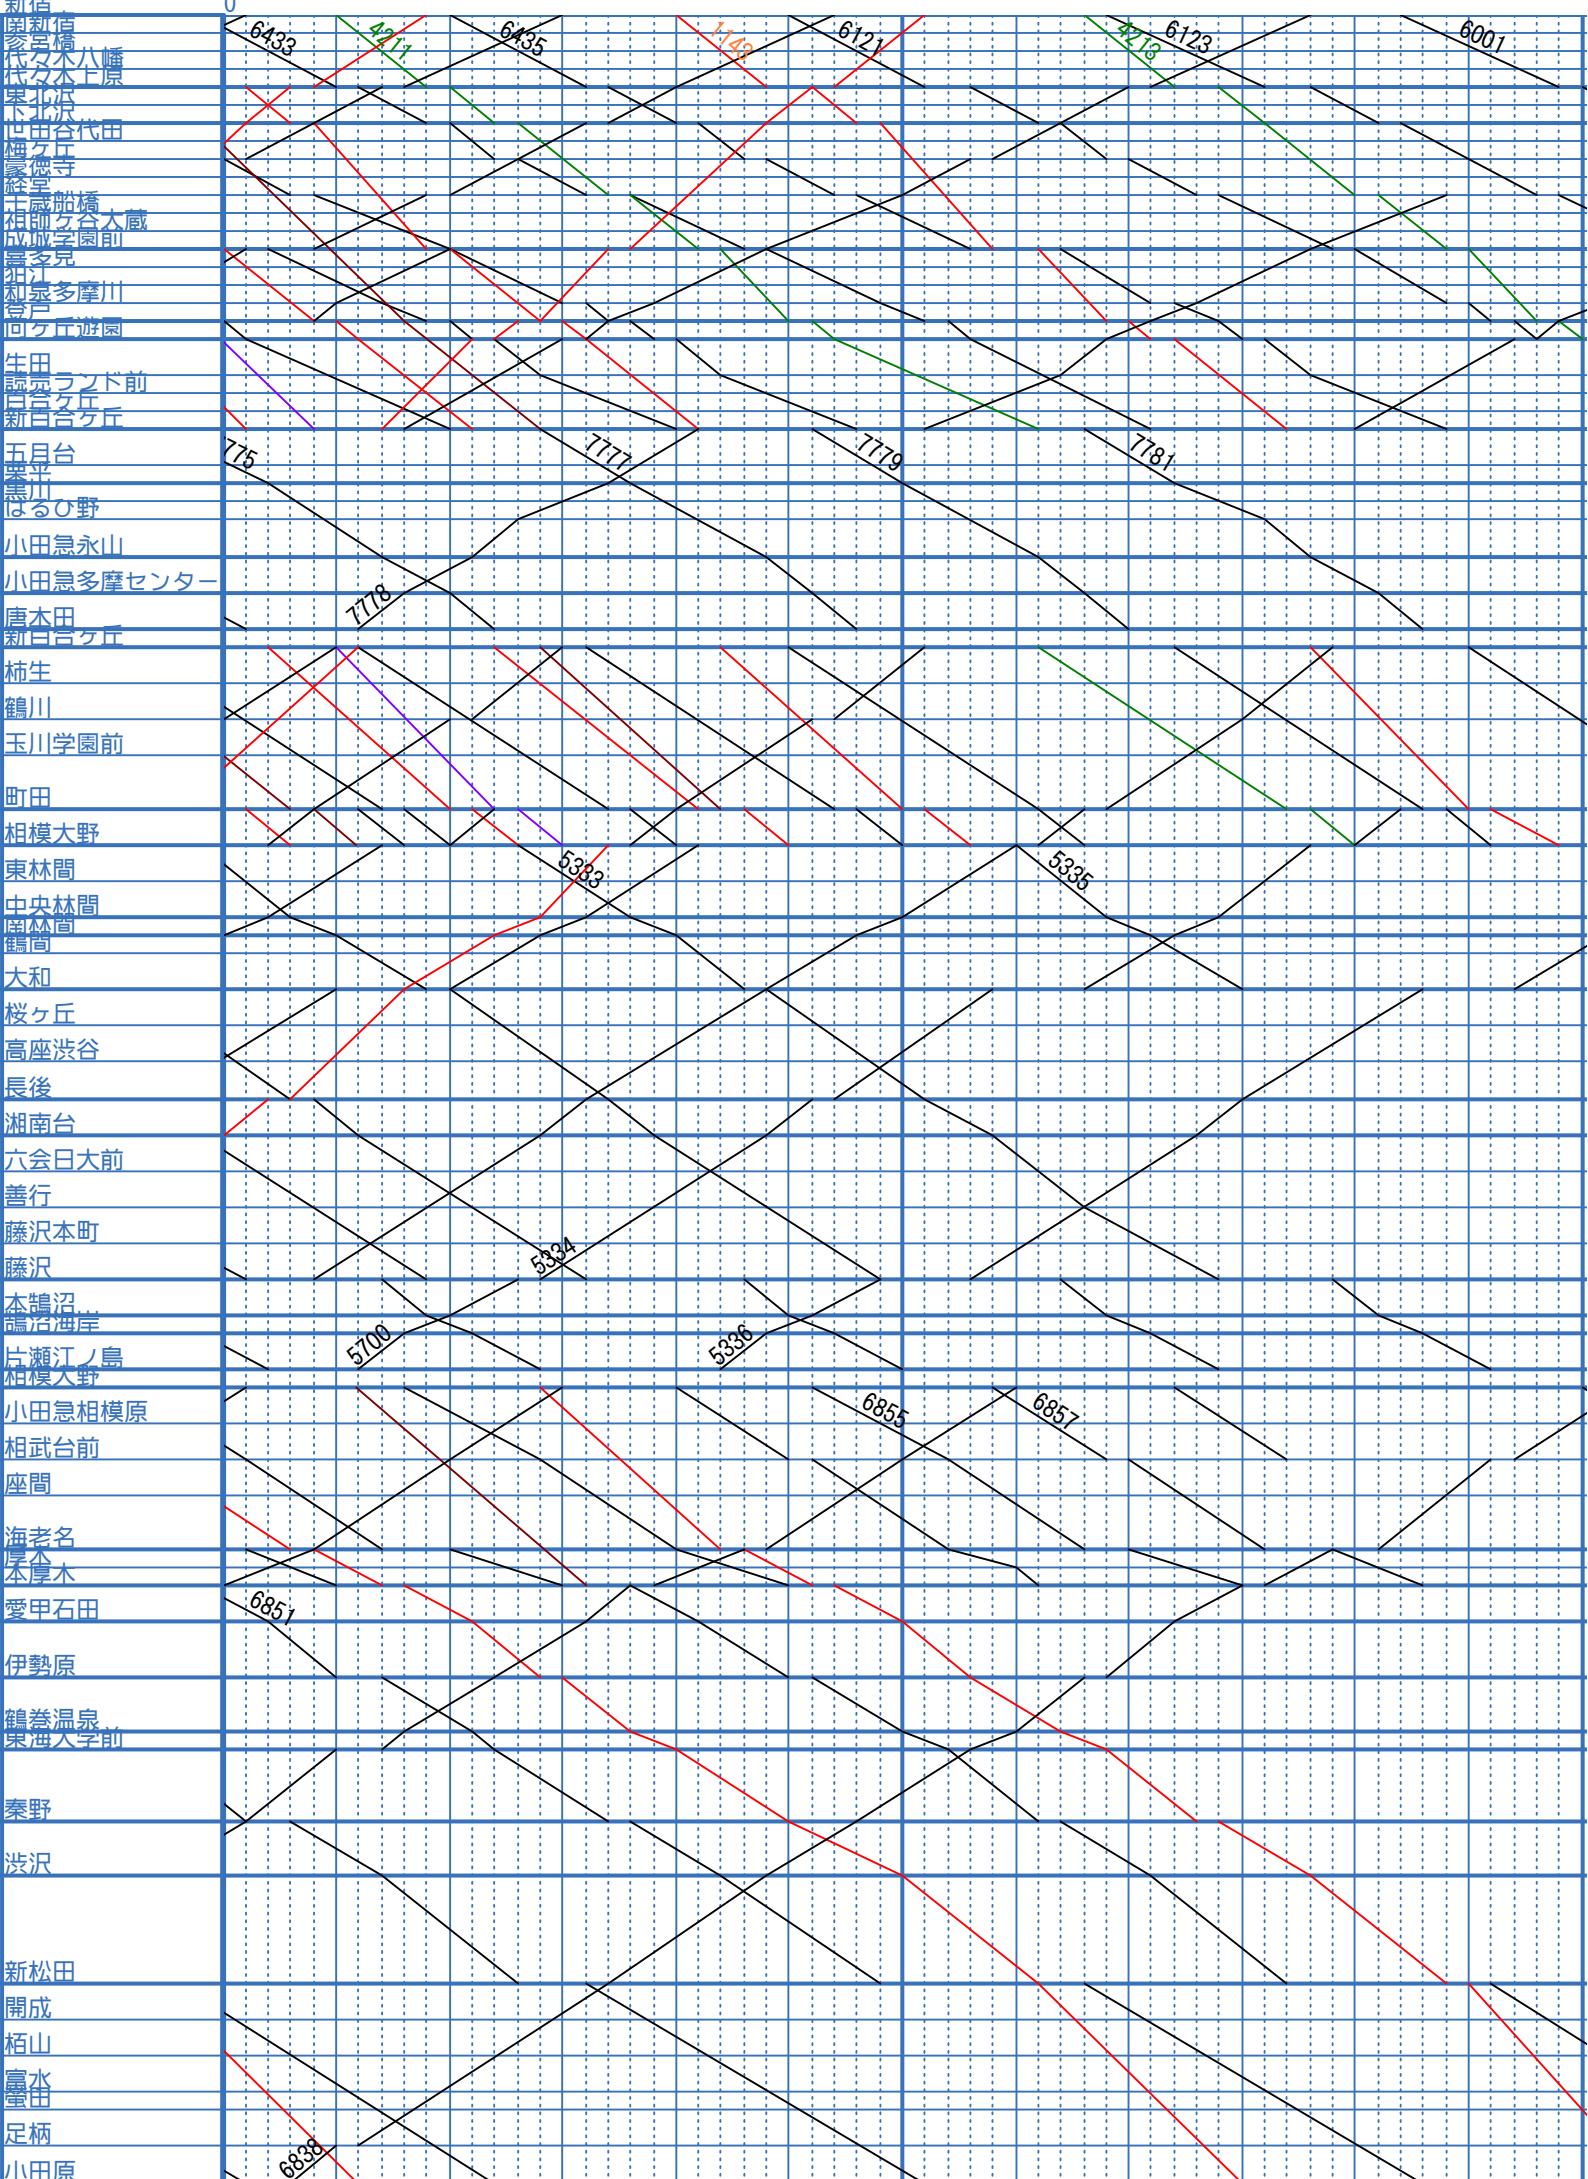 新宿
0
南新宿
参宮橋
代々木八幡
代々木上原
東北沢
下北沢
世田谷代田
梅ヶ丘
豪徳寺
経堂
千歳船橋
祖師ヶ谷大蔵
成城学園前
喜多見
狛江
和泉多摩川
登戸
向ヶ丘遊園
生田
読売ランド前
百合ヶ丘
新百合ヶ丘
五月台
栗平
黒川
はるひ野
小田急永山
小田急多摩センター
唐木田
新百合ヶ丘
柿生
鶴川
玉川学園前
町田
相模大野
東林間
中央林間
南林間
鶴間
大和
桜ヶ丘
高座渋谷
長後
湘南台
六会日大前
善行
藤沢本町
藤沢
本鵠沼
鵠沼海岸
片瀬江ノ島
相模大野
小田急相模原
相武台前
座間
海老名
厚木
本厚木
愛甲石田
伊勢原
鶴巻温泉
東海大学前
秦野
渋沢
新松田
開成
栢山
富水
螢田
足柄
小田原
6433
4211
6435
1143
6121
4213
6123
6001
775
7777
7779
7781
7778
5333
5335
5334
5700
5336
6855
6857
6851
6838